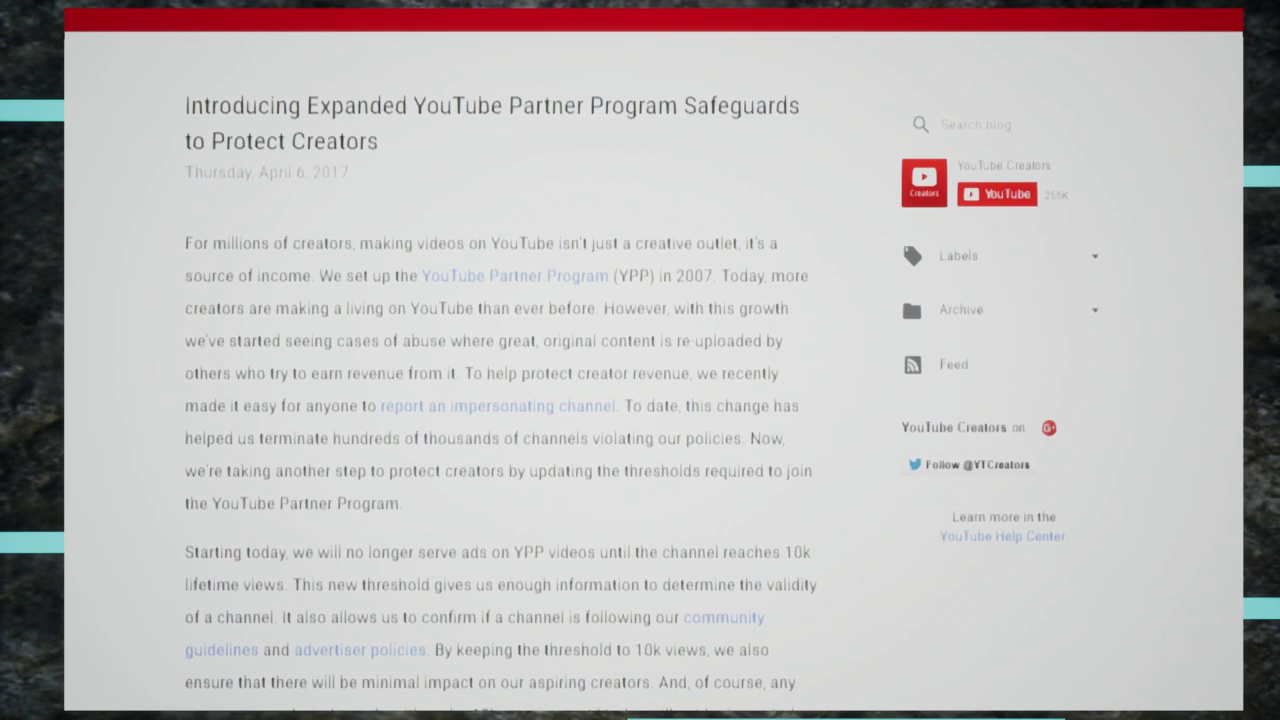 Introducing Expanded YouTube Partner Program Safeguards
to Protect Creators
Thursday, April 6, 2017
For millions of creators, making videos on YouTube isn't just a creative outlet, it's a
source of income. We set up the YouTube Partner Program (YPP) in 2007. Today, more
creators are making a living on YouTube than ever before. However, with this growth
we've started seeing cases of abuse where great, original content is re-uploaded by
others who try to earn revenue from it. To help protect creator revenue, we recently
made it easy for anyone to report an impersonating channel. To date, this change has
helped us terminate hundreds of thousands of channels violating our policies. Now,
we're taking another step to protect creators by updating the thresholds required to join
the YouTube Partner Program.
Starting today, we will no longer serve ads on YPP videos until the channel reaches 10k
lifetime views. This new threshold gives us enough information to determine the validity
of a channel. It also allows us to confirm if a channel is following our community
guidelines and advertiser policies. By keeping the threshold to 10k views, we also
ensure that there will be minimal impact on our aspiring creators. And, of course, any
Search blog
YouTube Creators
Creators
YouTube 255K
Labels
Archive
Feed
YouTube Creators on G+
Follow @YTCreators
Learn more in the
YouTube Help Center.